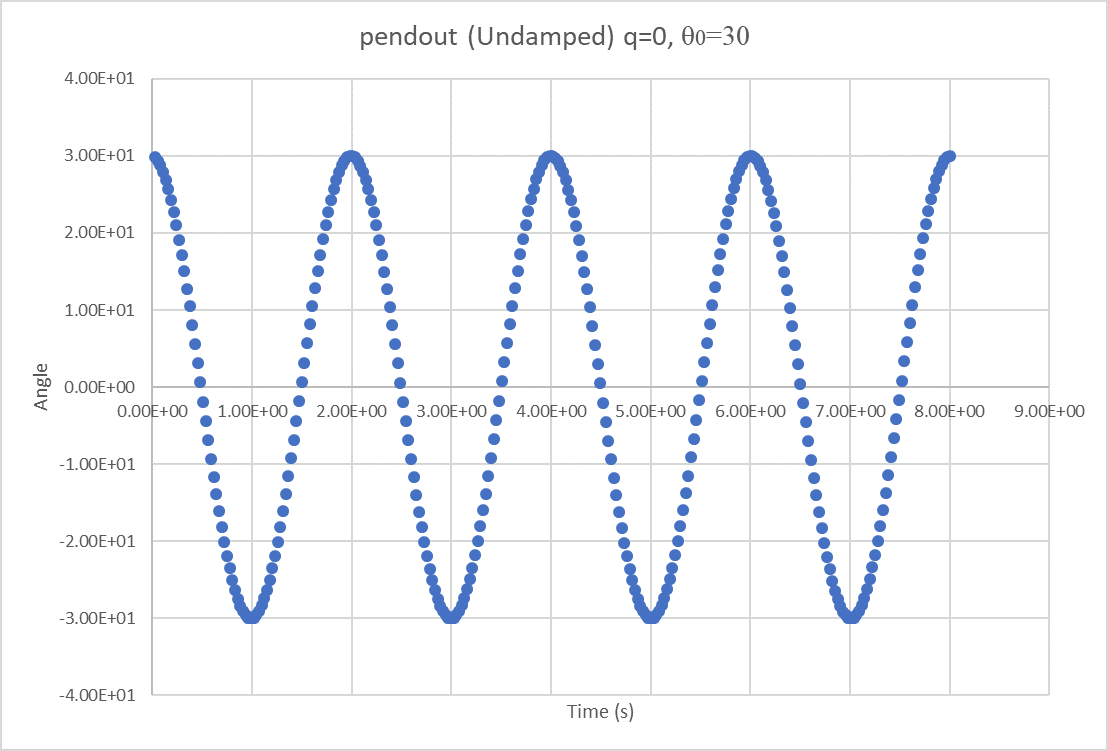 pendout (Undamped) q=0, θ0=30
4.00E+01
3.00E+01
2.00E+01
1.00E+01
0.00E+00
-1.00E+01
-2.00E+01
-3.00E+01
-4.00E+01
Angle
0.00E+00 1.00E+00 2.00E+00 3.00E+00 4.00E+00 5.00E+00 6.00E+00 7.00E+00 8.00E+00 9.00E+00
Time (s)